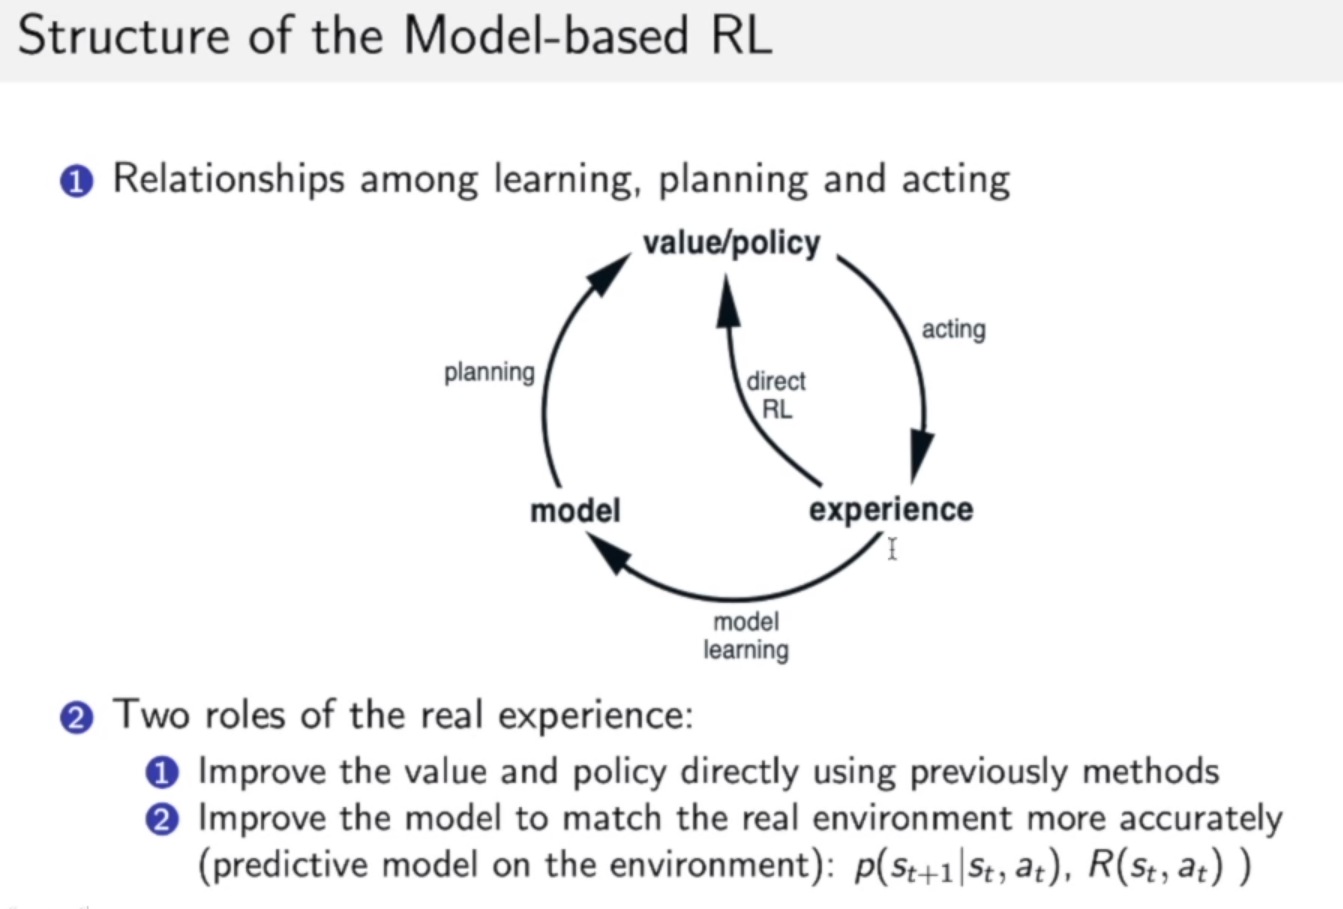 Structure of the Model-based RL
1 Relationships among learning, planning and acting
value/policy
acting
planning
direct
RL
model
experience
model
learning
2 Two roles of the real experience:
1 Improve the value and policy directly using previously methods
2 Improve the model to match the real environment more accurately
(predictive model on the environment): p(s_{t+1}|s_t, a_t), R(s_t, a_t) )